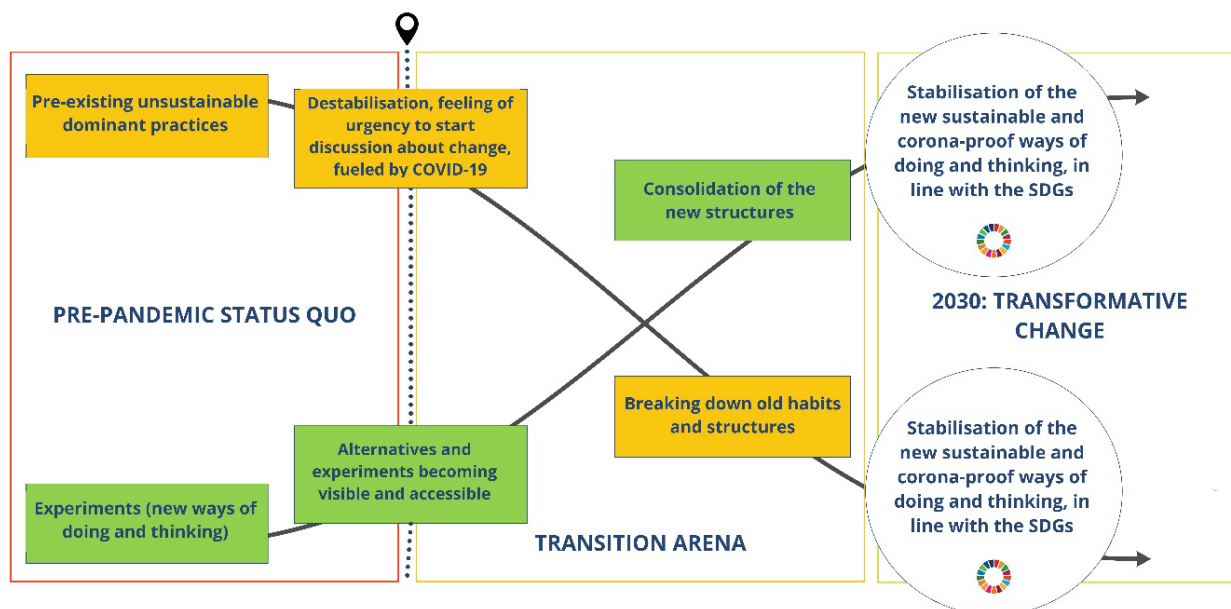 Pre-existing unsustainable
dominant practices
Destabilisation, feeling of
urgency to start
discussion about change,
fueled by COVID-19
PRE-PANDEMIC STATUS QUO
Experiments (new ways of
doing and thinking)
Alternatives and
experiments becoming
visible and accessible
Consolidation of the
new structures
Breaking down old habits
and structures
TRANSITION ARENA
Stabilisation of the
new sustainable and
corona-proof ways of
doing and thinking, in
line with the SDGs
2030: TRANSFORMATIVE
CHANGE
Stabilisation of the
new sustainable and
corona-proof ways of
doing and thinking, in
line with the SDGs